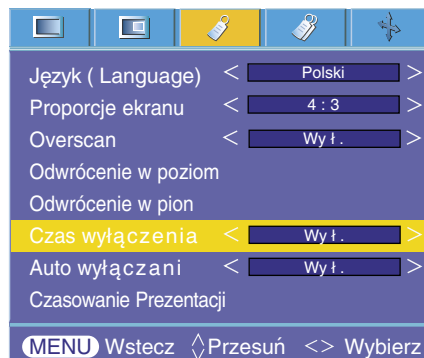 Język ( Language) < Polski >
Proporcje ekranu < 4 : 3 >
Overscan < Wy ł . >
Odwrócenie w poziom
Odwrócenie w pion
Czas wyłączenia < Wy ł . >
Auto wyłączani < Wy ł . >
Czasowanie Prezentacji
MENU Wstecz Przesuń <> Wybierz